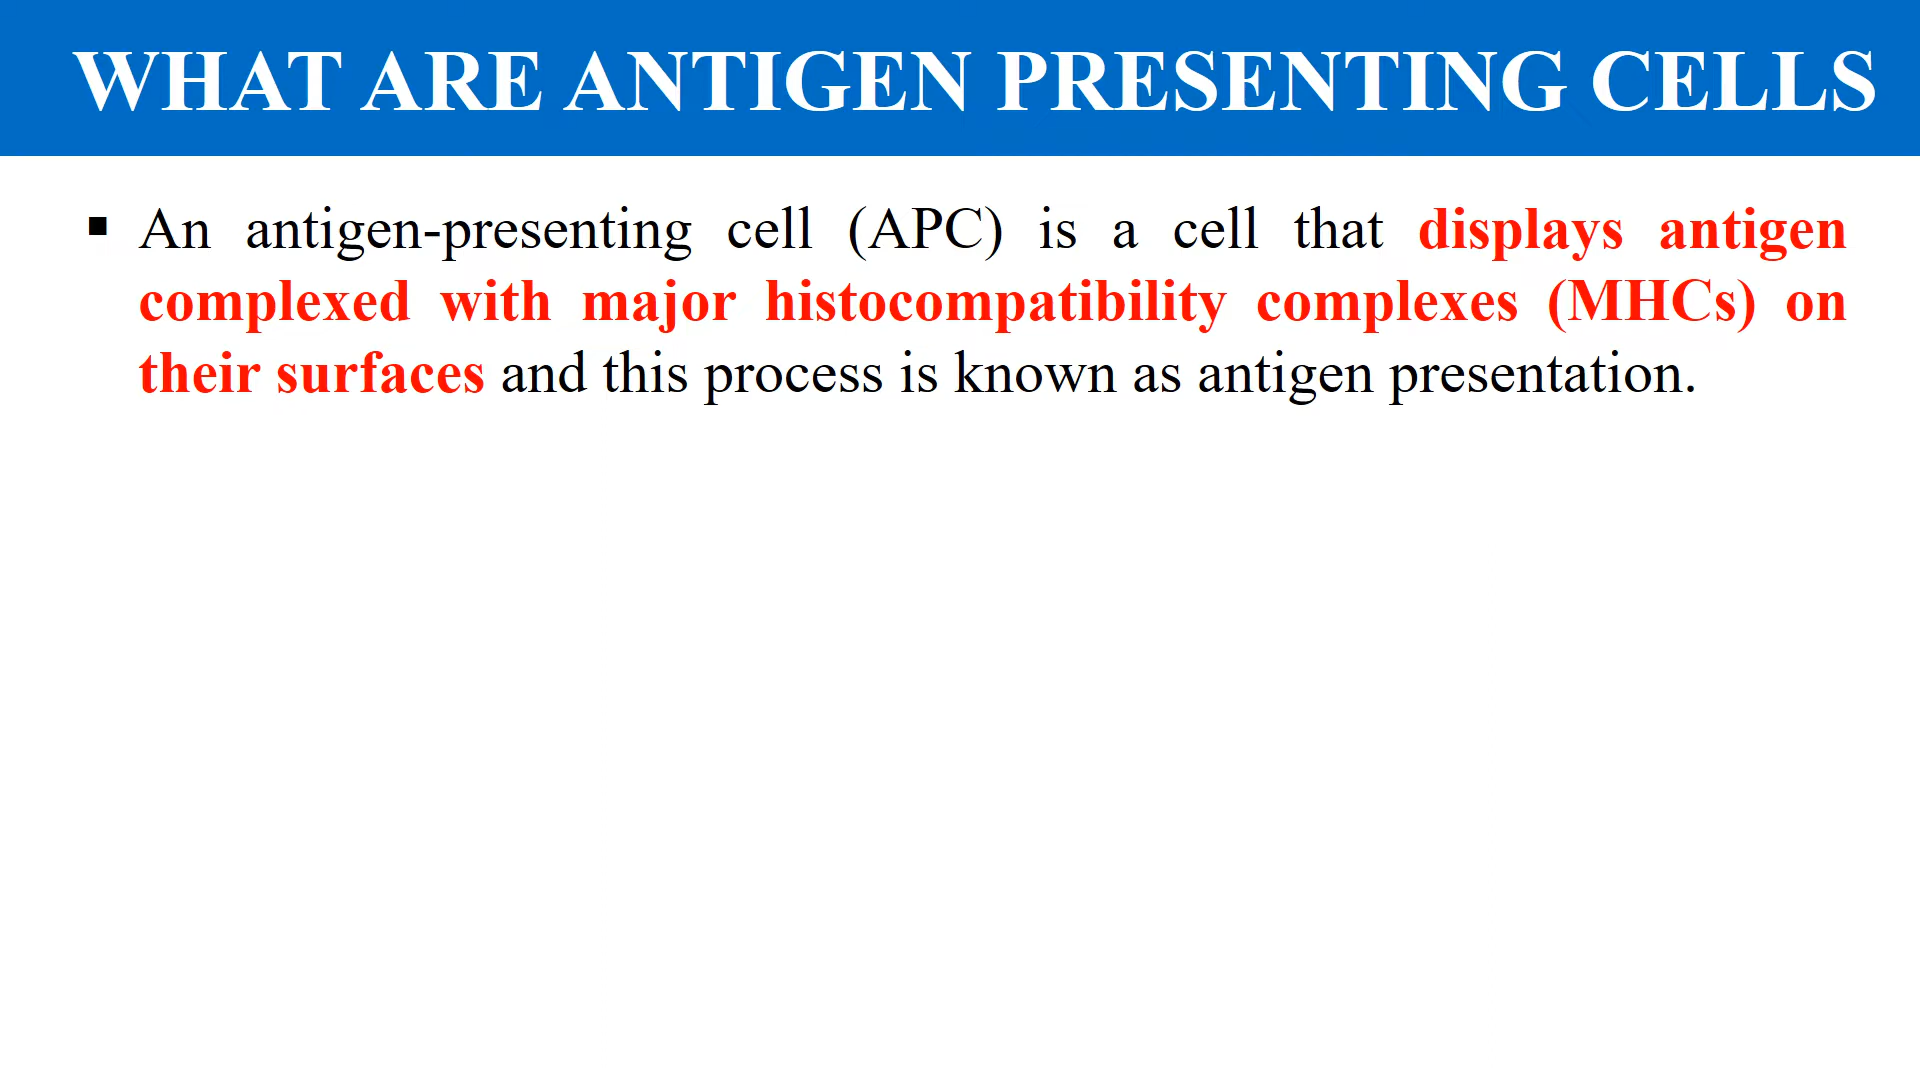 WHAT ARE ANTIGEN PRESENTING CELLS
▪ An antigen-presenting cell (APC) is a cell that displays antigen
complexed with major histocompatibility complexes (MHCs) on
their surfaces and this process is known as antigen presentation.